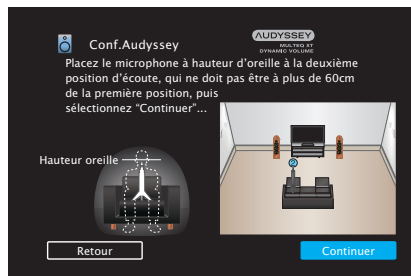 Conf.Audyssey
AUDYSSEY
MULTEQ XT
DYNAMIC VOLUME
Placez le microphone à hauteur d'oreille à la deuxième
position d'écoute, qui ne doit pas être à plus de 60cm
de la première position, puis
sélectionnez "Continuer"...
Hauteur oreille
Retour
Continuer